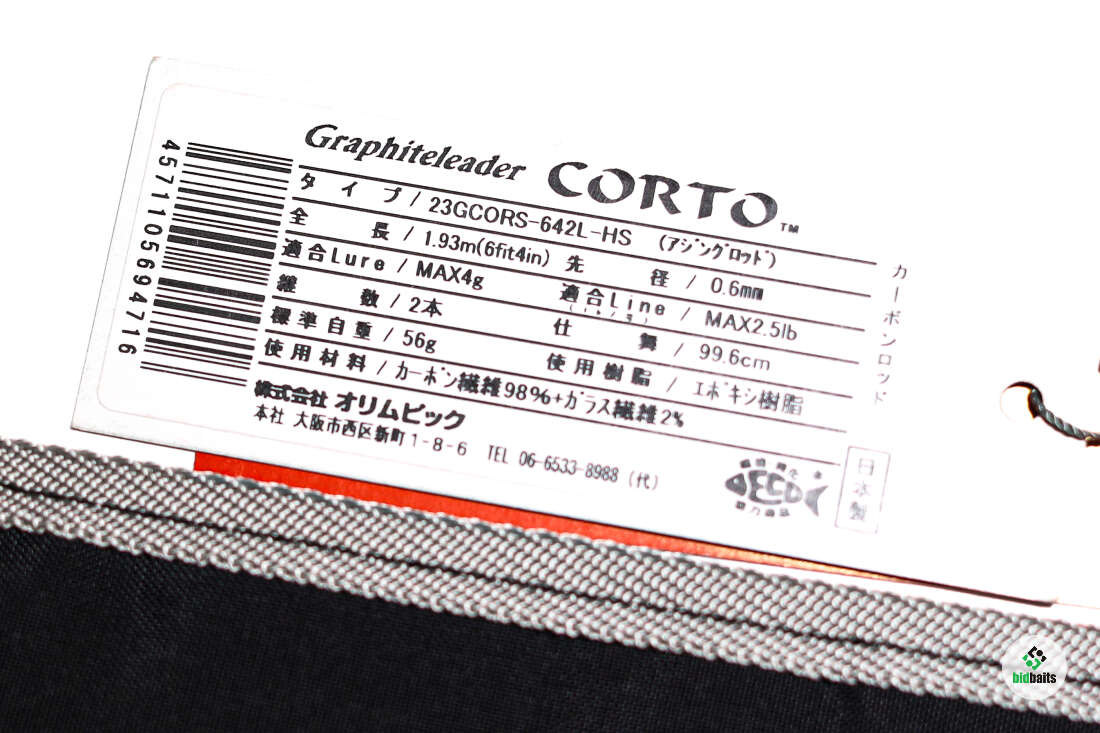 Graphiteleader CORTO™
タイプ / 23GCORS-642L-HS (アジングロッド)
全長 / 1.93m(6fit4in) 先径 / 0.6mm
適合Lure / MAX4g 適合Line / MAX2.5lb
継数 / 2本 仕舞 / 99.6cm
標準自重 / 56g 使用樹脂 / エポキシ樹脂
使用材料 / カーボン繊維98%+ガラス繊維2%
株式会社 オリムピック
本社 大阪市西区新町1-8-6 TEL 06-6533-8988 (代)
カーボンロッド
4571105694716
ECO
日本製
bidbaits